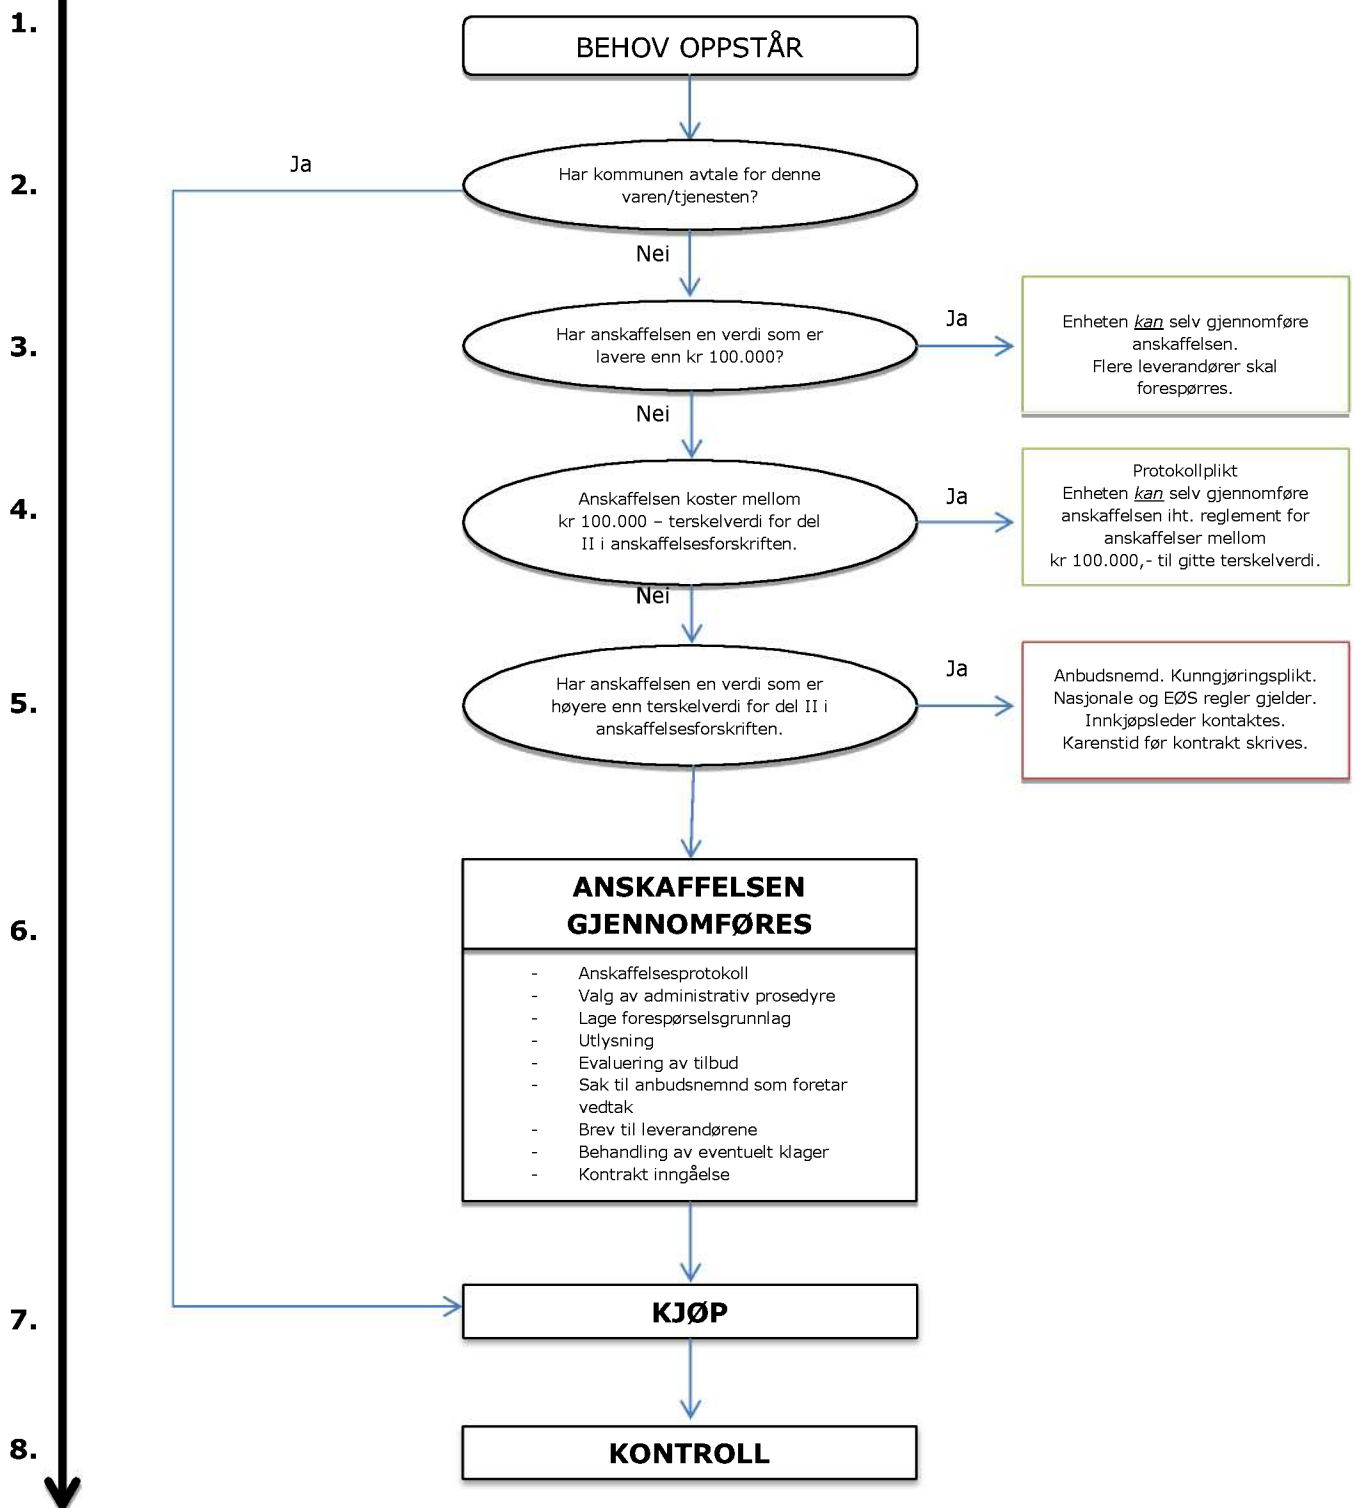 1.
BEHOV OPPSTÅR
Ja
2.
Har kommunen avtale for denne
varen/tjenesten?
Nei
3.
Har anskaffelsen en verdi som er
lavere enn kr 100.000?
Ja
Enheten kan selv gjennomføre
anskaffelsen.
Flere leverandører skal
forespørres.
Nei
4.
Anskaffelsen koster mellom
kr 100.000 – terskelverdi for del
II i anskaffelsesforskriften.
Ja
Protokollplikt
Enheten kan selv gjennomføre
anskaffelsen iht. reglement for
anskaffelser mellom
kr 100.000,- til gitte terskelverdi.
Nei
5.
Har anskaffelsen en verdi som er
høyere enn terskelverdi for del II i
anskaffelsesforskriften.
Ja
Anbudsnemd. Kunngjøringsplikt.
Nasjonale og EØS regler gjelder.
Innkjøpsleder kontaktes.
Karenstid før kontrakt skrives.
6.
ANSKAFFELSEN
GJENNOMFØRES
- Anskaffelsesprotokoll
- Valg av administrativ prosedyre
- Lage forespørselsgrunnlag
- Utlysning
- Evaluering av tilbud
- Sak til anbudsnemnd som foretar
vedtak
- Brev til leverandørene
- Behandling av eventuelt klager
- Kontrakt inngåelse
7.
KJØP
8.
KONTROLL